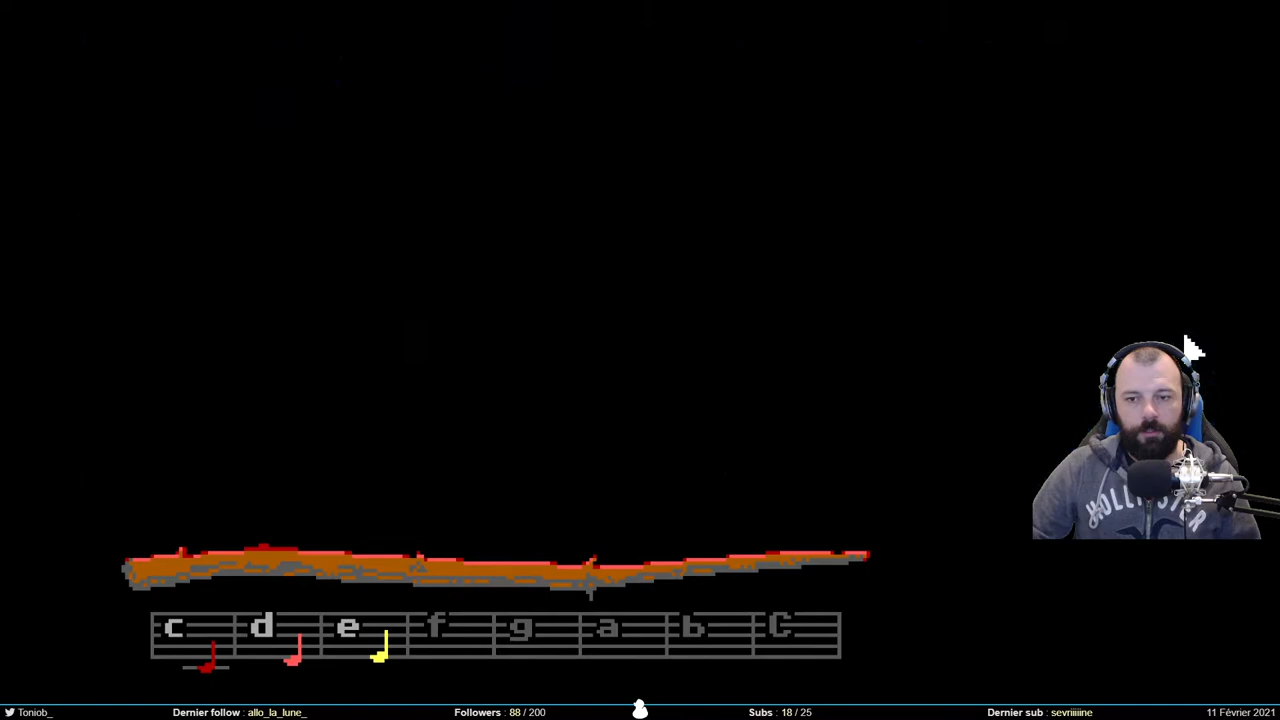 c d e f g a b C
HOLLISTER
Toniob_ Dernier follow : allo_la_lune_ Followers : 88 / 200 Subs : 18 / 25 Dernier sub : sevriiiiine 11 Février 2021